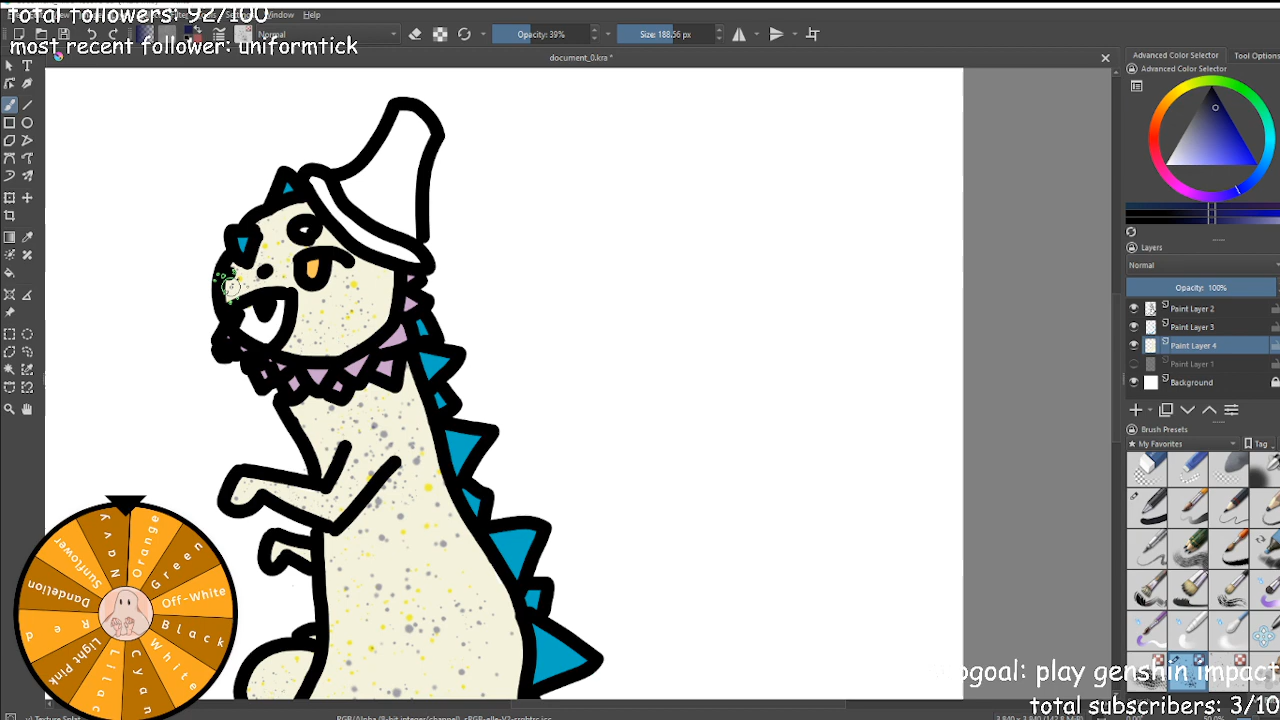 total followers: 92/100
Window Help
most recent follower: uniformtick
Normal
Opacity: 39%
Size: 188.56 px
document_0.kra *
Advanced Color Selector
Tool Options
Advanced Color Selector
Layers
Normal
Opacity: 100%
Paint Layer 2
Paint Layer 3
Paint Layer 4
Paint Layer 1
Background
Brush Presets
My Favorites
Tag
Orange
Green
Off-White
Black
White
Cyan
Lilac
Light Pink
Red
Dandelion
Sunflower
Navy
goal: play genshin impact
total subscribers: 3/10